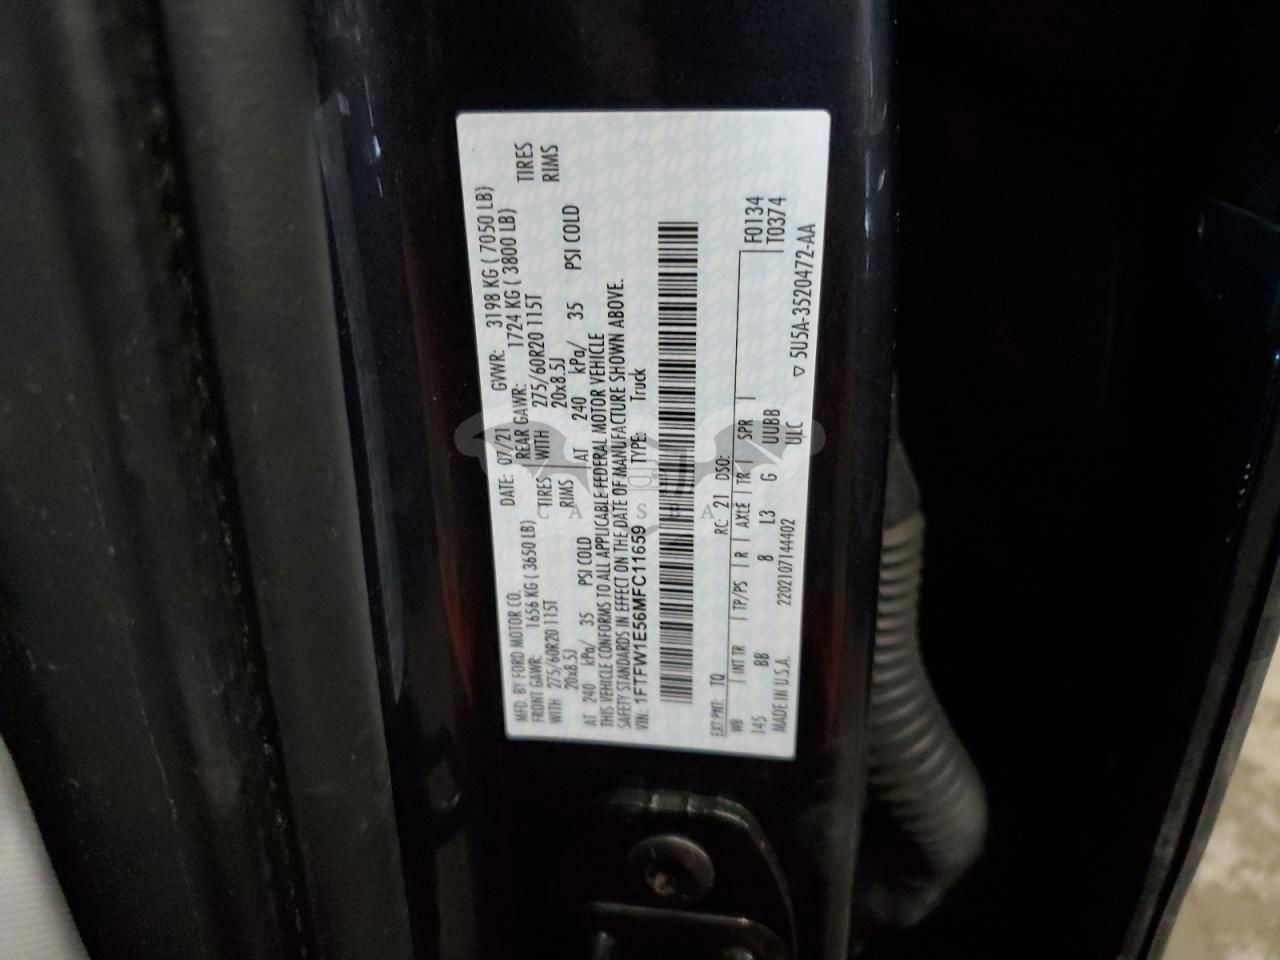 MFD. BY FORD MOTOR CO. DATE: 07/21 GVWR: 3198 KG ( 7050 LB)
FRONT GAWR: 1656 KG ( 3650 LB) REAR GAWR: 1724 KG ( 3800 LB)
WITH 275/60R20 115T TIRES WITH 275/60R20 115T TIRES
20x8.5J RIMS 20x8.5J RIMS
AT 240 kPa/ 35 PSI COLD AT 240 kPa/ 35 PSI COLD
THIS VEHICLE CONFORMS TO ALL APPLICABLE FEDERAL MOTOR VEHICLE
SAFETY STANDARDS IN EFFECT ON THE DATE OF MANUFACTURE SHOWN ABOVE.
VIN: 1FTFW1E56MFC11659 TYPE: Truck
EXT PNT: TQ RC: 21 DSO: F0134
WB INT TR TP/PS R AXLE TR SPR T0374
145 BB 8 L3 G UUBB
MADE IN U.S.A. 2202107144402 ULC ▽ 5U5A-3520472-AA